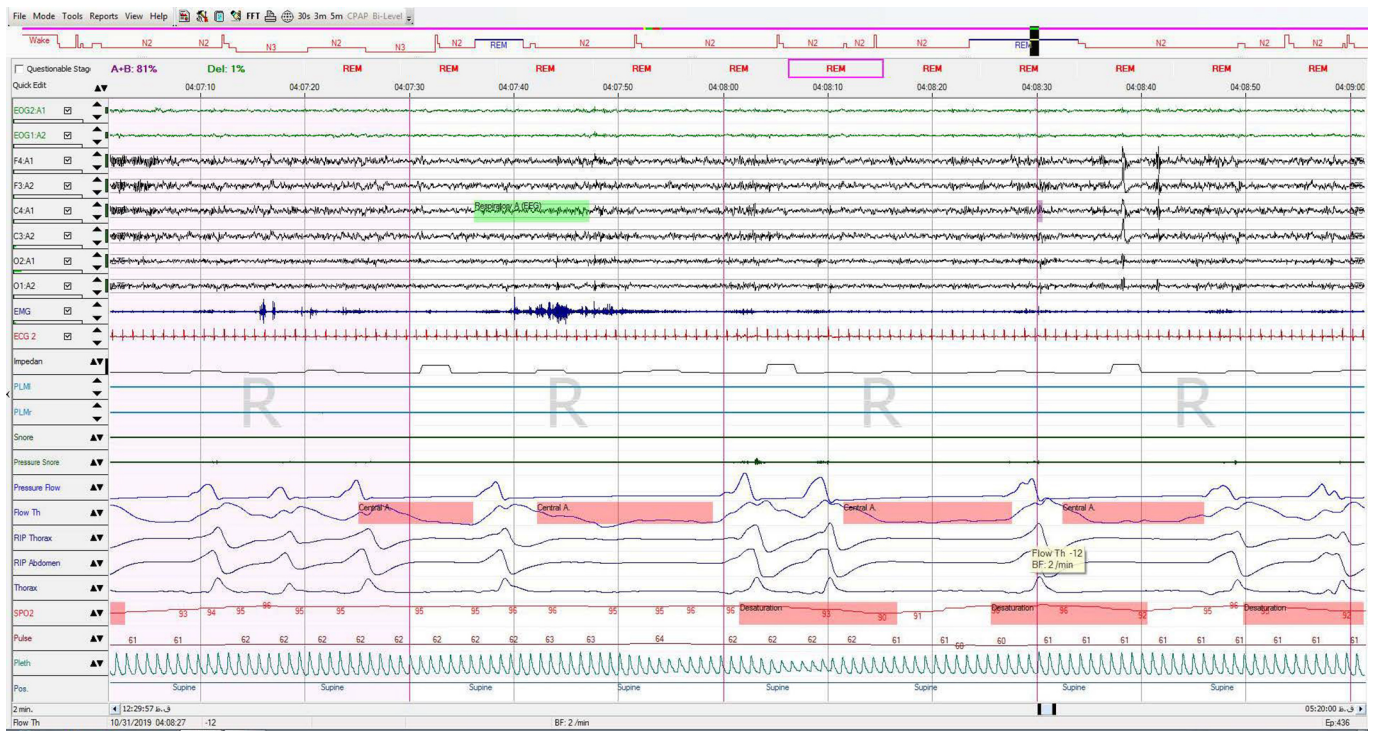 File Mode Tools Reports View Help FFT 30s 3m 5m CPAP Bi-Level
Wake N2 N2 N3 N2 N3 N2 REM N2 N2 N2 N2 N2 REM N2 N2 N2
Questionable Stag A+B: 81% Del: 1% REM REM REM REM REM REM REM REM REM REM REM
Quick Edit 04:07:10 04:07:20 04:07:30 04:07:40 04:07:50 04:08:00 04:08:10 04:08:20 04:08:30 04:08:40 04:08:50 04:09:00
EOG2:A1
EOG1:A2
F4:A1
F3:A2
C4:A1 Respiratory A (EEG)
C3:A2
O2:A1
O1:A2
EMG
ECG 2
Impedan
PLMl
R R R R
PLMr
Snore
Pressure Snore
Pressure Flow
Flow Th Central A. Central A. Central A. Central A.
RIP Thorax
Flow Th -12
RIP Abdomen
BF: 2 /min
Thorax
SPO2 93 94 95 96 95 95 95 95 96 96 95 95 96 96 Desaturation 93 90 91 Desaturation 96 92 95 96 Desaturation 92
Pulse 61 61 62 62 62 62 62 62 62 62 63 63 64 62 62 62 62 61 61 60 60 61 61 61 61 61 61 61 61
Pleth
Pos. Supine Supine Supine Supine Supine Supine Supine Supine
2 min. 12:29:57 ق.ظ 05:20:00 ق.ظ
Flow Th 10/31/2019 04:08:27 -12 BF: 2 /min Ep:436